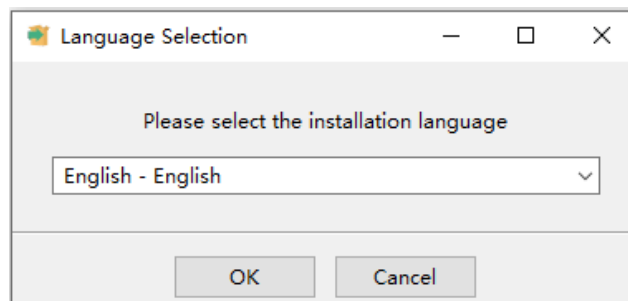 Language Selection
Please select the installation language
English - English
OK
Cancel